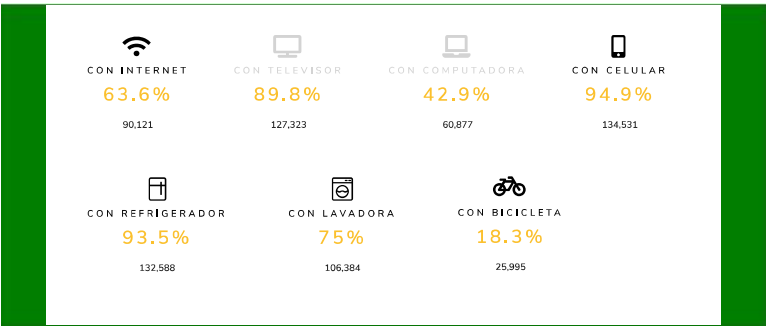 CON INTERNET
63.6%
90,121
CON TELEVISOR
89.8%
127,323
CON COMPUTADORA
42.9%
60,877
CON CELULAR
94.9%
134,531
CON REFRIGERADOR
93.5%
132,588
CON LAVADORA
75%
106,384
CON BICICLETA
18.3%
25,995